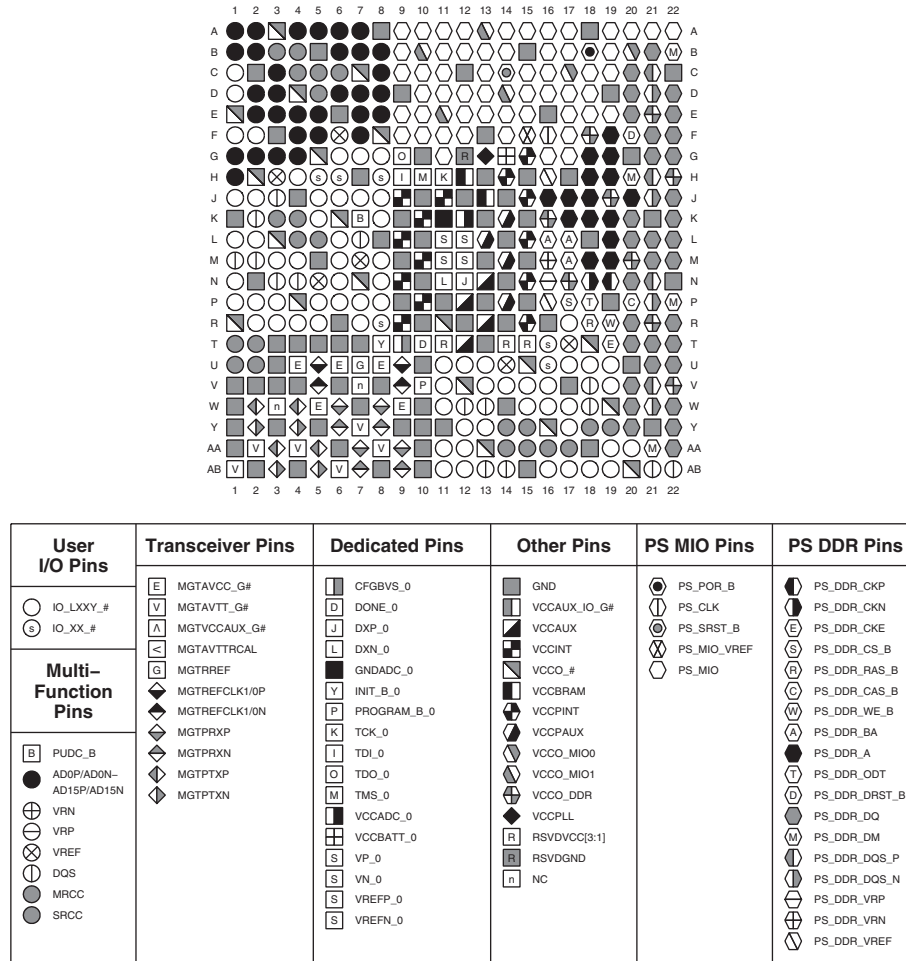 1 2 3 4 5 6 7 8 9 10 11 12 13 14 15 16 17 18 19 20 21 22
A A
B M B
C C
D D
E E
F D F
G O R G
H s s s I M K M H
J J
K B K
L S S A A L
M S S A M
N L J N
P S T C M P
R s R W R
T Y D R R R s E T
U E E G E s U
V n P V
W n E E W
Y V Y
AA V V V M AA
AB V V AB
1 2 3 4 5 6 7 8 9 10 11 12 13 14 15 16 17 18 19 20 21 22
User
I/O Pins
IO_LXXY_#
s IO_XX_#
Multi–
Function
Pins
B PUDC_B
AD0P/AD0N–
AD15P/AD15N
VRN
VRP
VREF
DQS
MRCC
SRCC
Transceiver Pins
E MGTAVCC_G#
V MGTAVTT_G#
MGTVCCAUX_G#
MGTAVTTRCAL
G MGTRREF
MGTREFCLK1/0P
MGTREFCLK1/0N
MGTPRXP
MGTPRXN
MGTPTXP
MGTPTXN
Dedicated Pins
CFGBVS_0
D DONE_0
J DXP_0
L DXN_0
GNDADC_0
Y INIT_B_0
P PROGRAM_B_0
K TCK_0
I TDI_0
O TDO_0
M TMS_0
VCCADC_0
VCCBATT_0
S VP_0
S VN_0
S VREFP_0
S VREFN_0
Other Pins
GND
VCCAUX_IO_G#
VCCAUX
VCCINT
VCCO_#
VCCBRAM
VCCPINT
VCCPAUX
VCCO_MIO0
VCCO_MIO1
VCCO_DDR
VCCPLL
R RSVDVCC[3:1]
R RSVDGND
n NC
PS MIO Pins
PS_POR_B
PS_CLK
PS_SRST_B
PS_MIO_VREF
PS_MIO
PS DDR Pins
PS_DDR_CKP
PS_DDR_CKN
E PS_DDR_CKE
S PS_DDR_CS_B
R PS_DDR_RAS_B
C PS_DDR_CAS_B
W PS_DDR_WE_B
A PS_DDR_BA
PS_DDR_A
T PS_DDR_ODT
D PS_DDR_DRST_B
PS_DDR_DQ
M PS_DDR_DM
PS_DDR_DQS_P
PS_DDR_DQS_N
PS_DDR_VRP
PS_DDR_VRN
PS_DDR_VREF